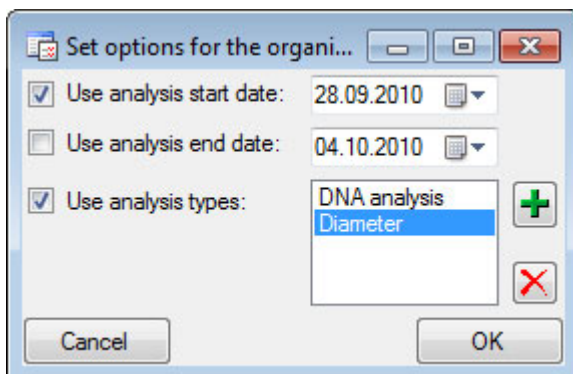 Set options for the organi...
Use analysis start date: 28.09.2010
Use analysis end date: 04.10.2010
Use analysis types: DNA analysis
Diameter
Cancel OK